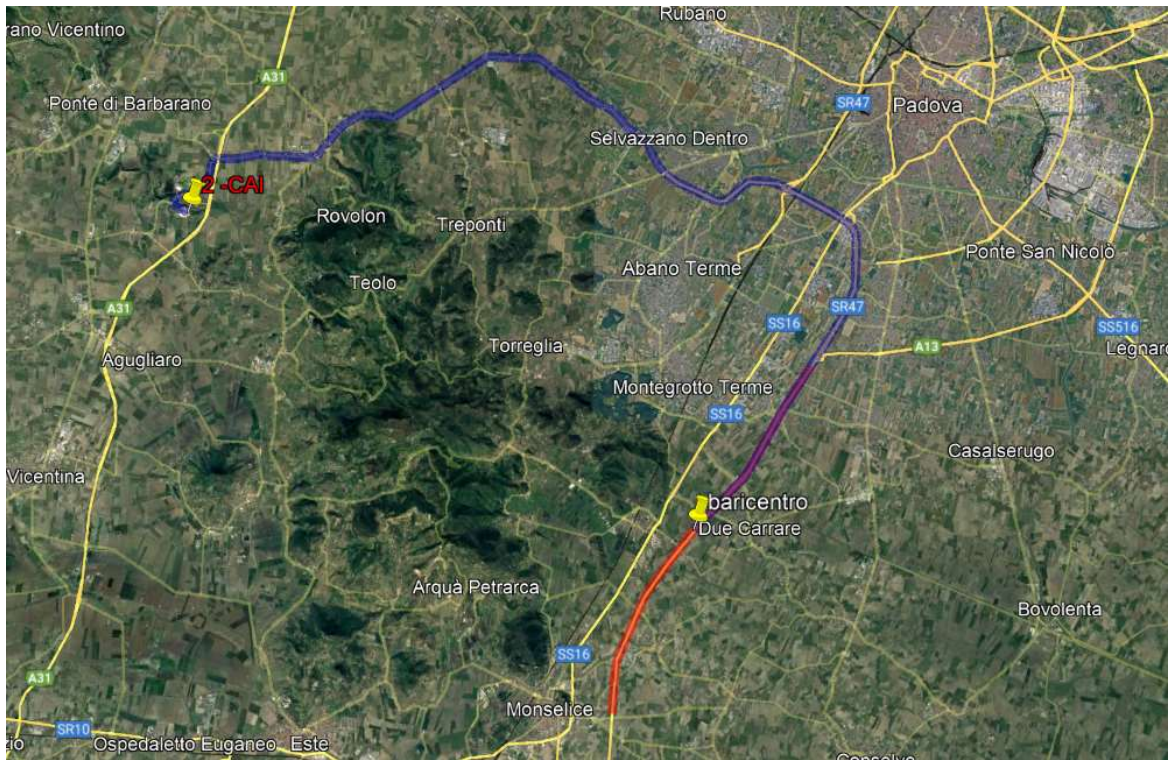 Rubano
rano Vicentino
A31
Ponte di Barbarano
SR47
Padova
Selvazzano Dentro
2 -CAI
Rovolon
Treponti
Ponte San Nicolò
Abano Terme
Teolo
A31
SR47
SS16
SS516
Torreglia
A13
Legnaro
Agugliaro
Montegrotto Terme
SS16
Casalserugo
Vicentina
baricentro
Due Carrare
Arquà Petrarca
Bovolenta
SS16
A31
Monselice
SR10
zio
Ospedaletto Euganeo
Este
Conselve